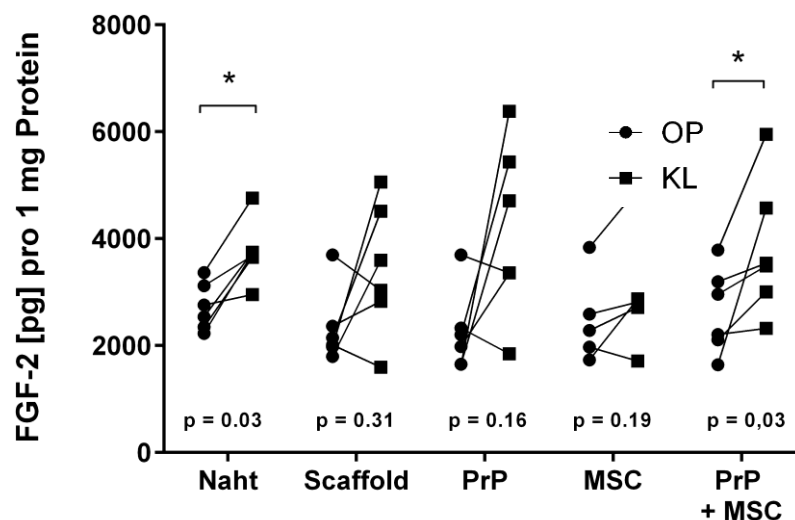 FGF-2 [pg] pro 1 mg Protein
8000
6000
4000
2000
0
*
*
OP
KL
p = 0.03
p = 0.31
p = 0.16
p = 0.19
p = 0,03
Naht
Scaffold
PrP
MSC
PrP
+ MSC